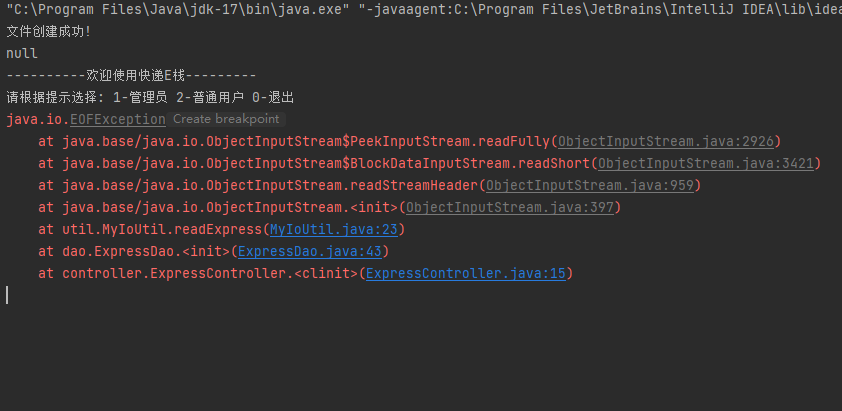 "C:\Program Files\Java\jdk-17\bin\java.exe" "-javaagent:C:\Program Files\JetBrains\IntelliJ IDEA\lib\idea
文件创建成功!
null
----------欢迎使用快递E栈---------
请根据提示选择: 1-管理员 2-普通用户 0-退出
java.io.EOFException Create breakpoint
at java.base/java.io.ObjectInputStream$PeekInputStream.readFully(ObjectInputStream.java:2926)
at java.base/java.io.ObjectInputStream$BlockDataInputStream.readShort(ObjectInputStream.java:3421)
at java.base/java.io.ObjectInputStream.readStreamHeader(ObjectInputStream.java:959)
at java.base/java.io.ObjectInputStream.<init>(ObjectInputStream.java:397)
at util.MyIoUtil.readExpress(MyIoUtil.java:23)
at dao.ExpressDao.<init>(ExpressDao.java:43)
at controller.ExpressController.<clinit>(ExpressController.java:15)